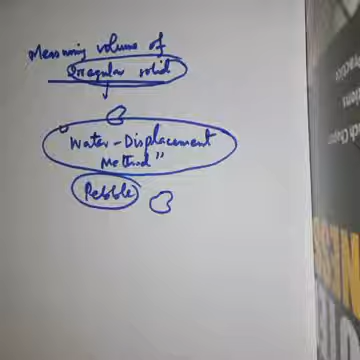 Measuring volume of
irregular solid
"Water-Displacement
Method"
Pebble